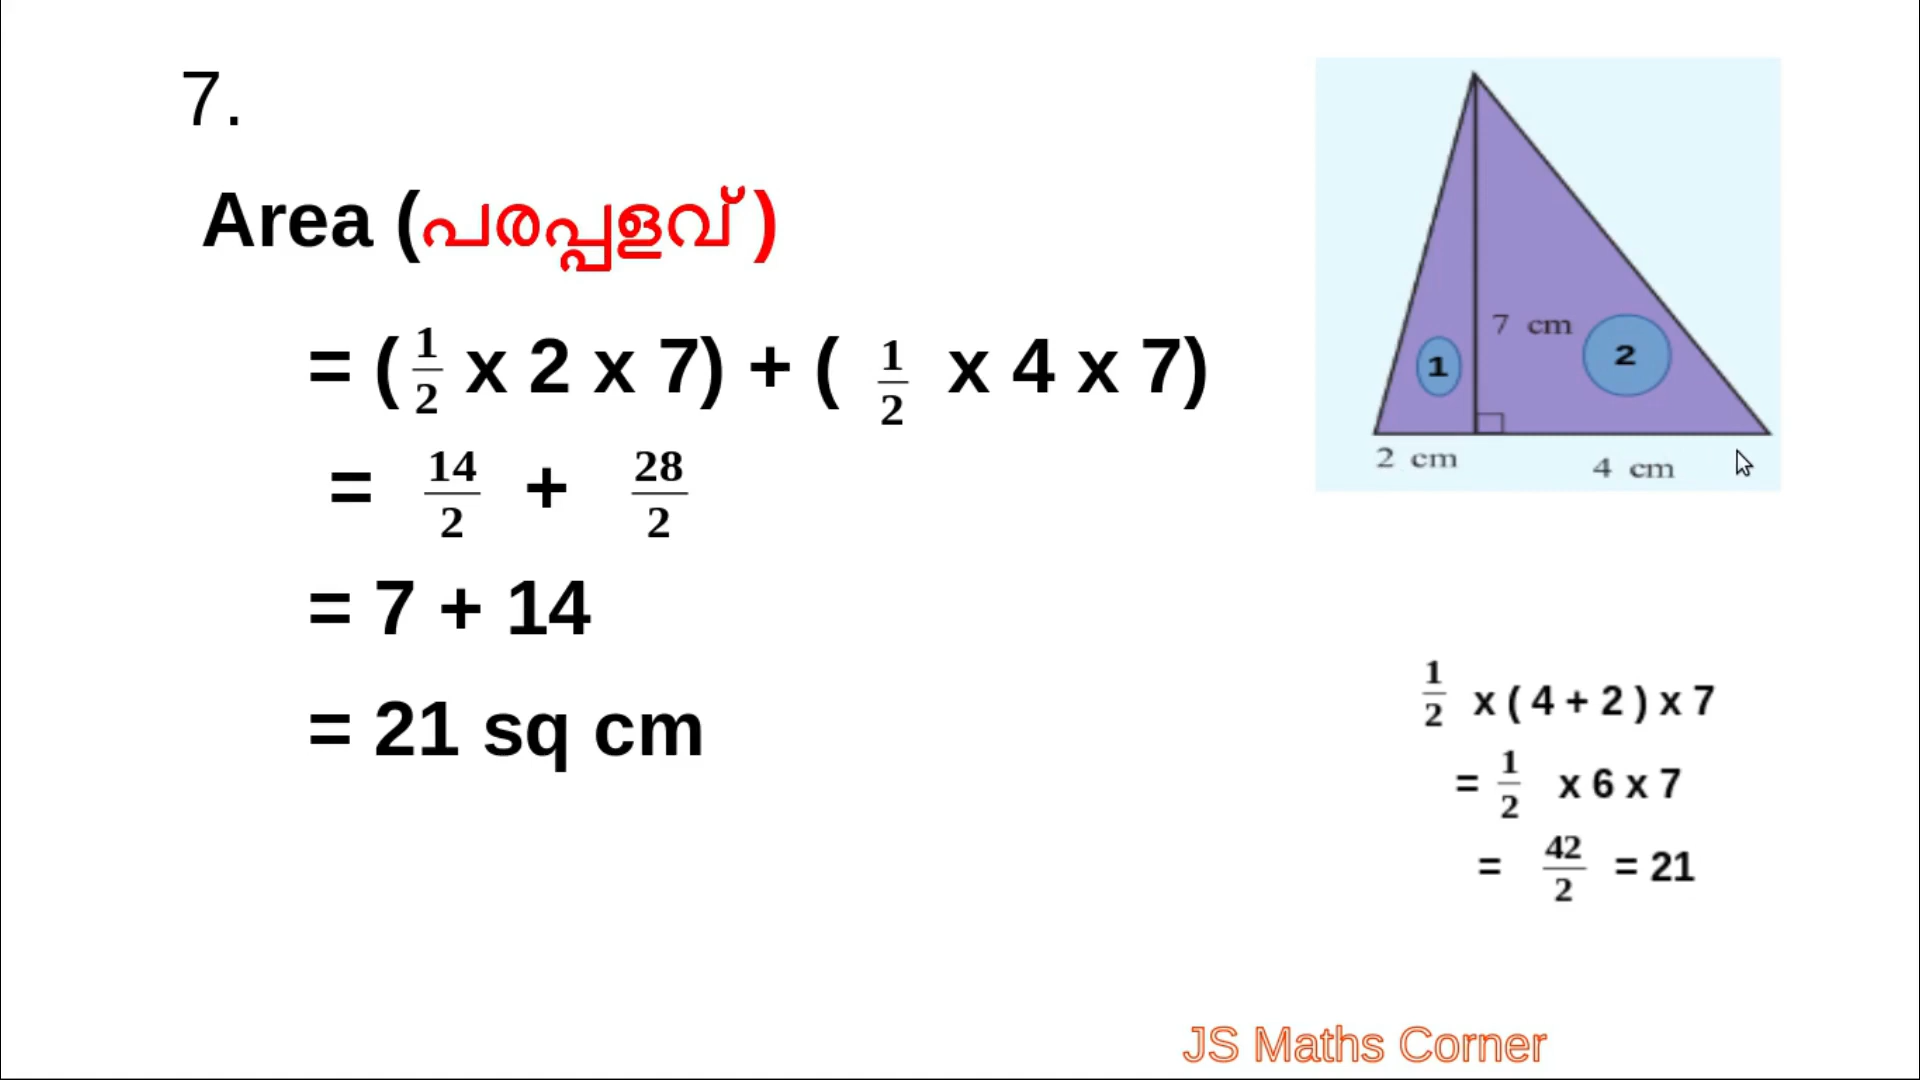 7.
Area (പരപ്പളവ്)
= (1/2 x 2 x 7) + ( 1/2 x 4 x 7)
= 14/2 + 28/2
= 7 + 14
= 21 sq cm
7 cm
1
2
2 cm
4 cm
1/2 x ( 4 + 2 ) x 7
= 1/2 x 6 x 7
= 42/2 = 21
JS Maths Corner